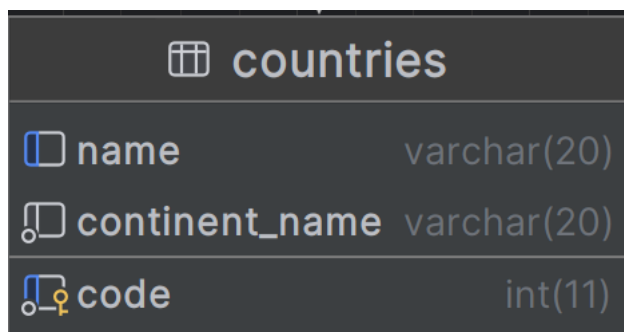 countries
name varchar(20)
continent_name varchar(20)
code int(11)